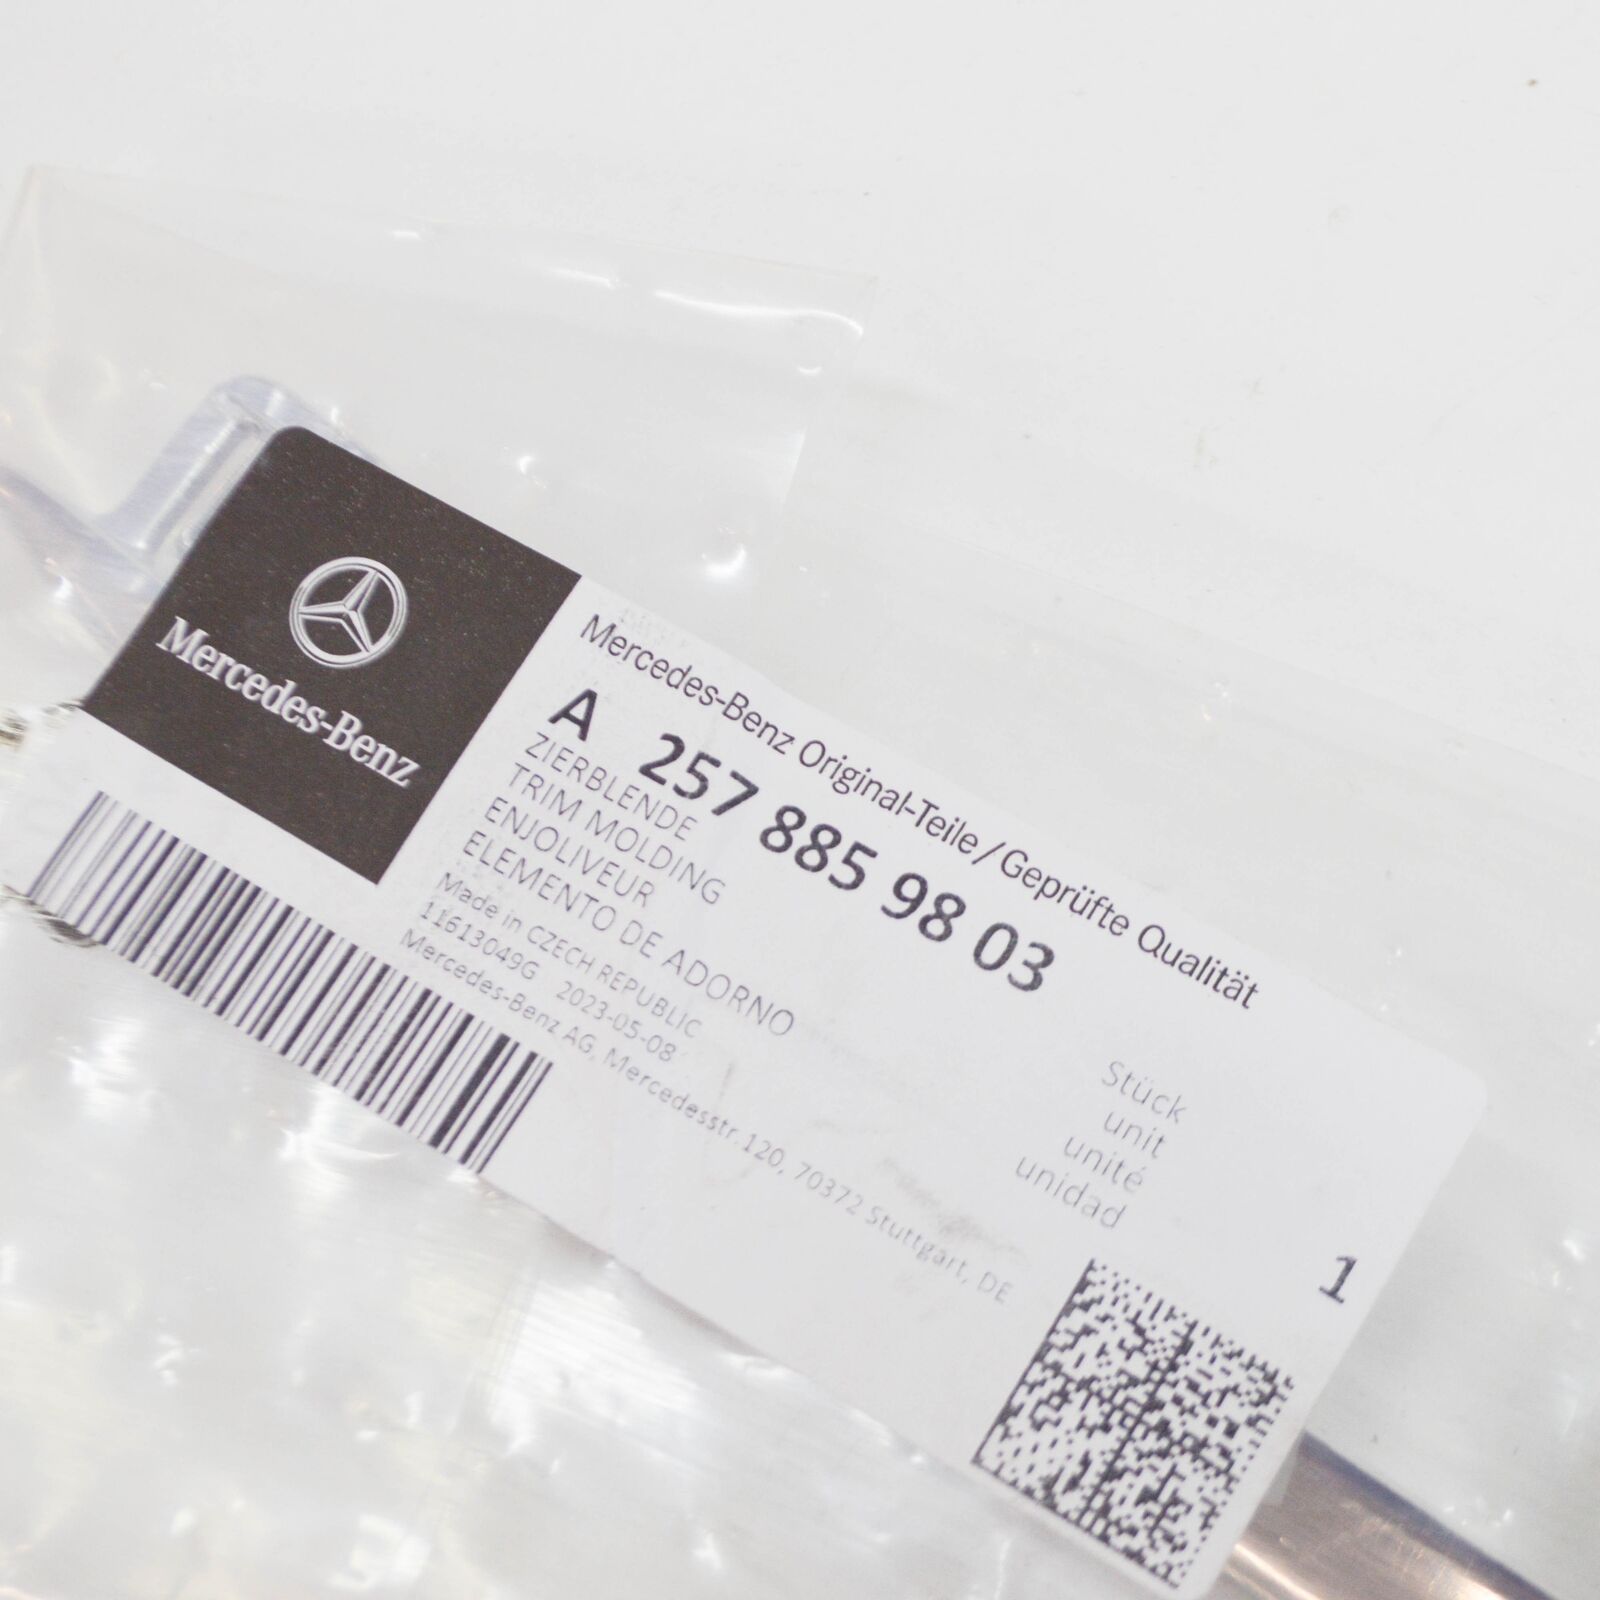 Mercedes-Benz
Mercedes-Benz Original-Teile / Geprüfte Qualität
A 257 885 98 03
ZIERBLENDE
TRIM MOLDING
ENJOLIVEUR
ELEMENTO DE ADORNO
Made in CZECH REPUBLIC
11613049G 2023-05-08
Mercedes-Benz AG, Mercedesstr.120, 70372 Stuttgart, DE
Stück
unit
unité
unidad
1